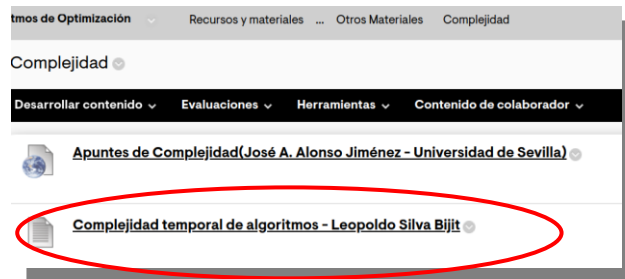 tmos de Optimización Recursos y materiales ... Otros Materiales Complejidad
Complejidad
Desarrollar contenido Evaluaciones Herramientas Contenido de colaborador
Apuntes de Complejidad(José A. Alonso Jiménez - Universidad de Sevilla)
Complejidad temporal de algoritmos - Leopoldo Silva Bijit